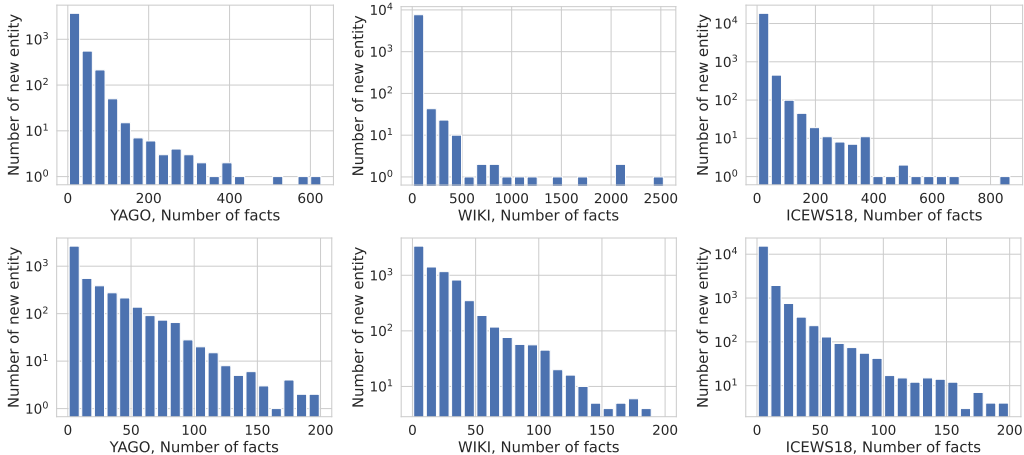 Number of new entity
10^3
10^2
10^1
10^0
0 200 400 600
YAGO, Number of facts
Number of new entity
10^4
10^3
10^2
10^1
10^0
0 500 1000 1500 2000 2500
WIKI, Number of facts
Number of new entity
10^4
10^3
10^2
10^1
10^0
0 200 400 600 800
ICEWS18, Number of facts
Number of new entity
10^3
10^2
10^1
10^0
0 50 100 150 200
YAGO, Number of facts
Number of new entity
10^3
10^2
10^1
0 50 100 150 200
WIKI, Number of facts
Number of new entity
10^4
10^3
10^2
10^1
0 50 100 150 200
ICEWS18, Number of facts